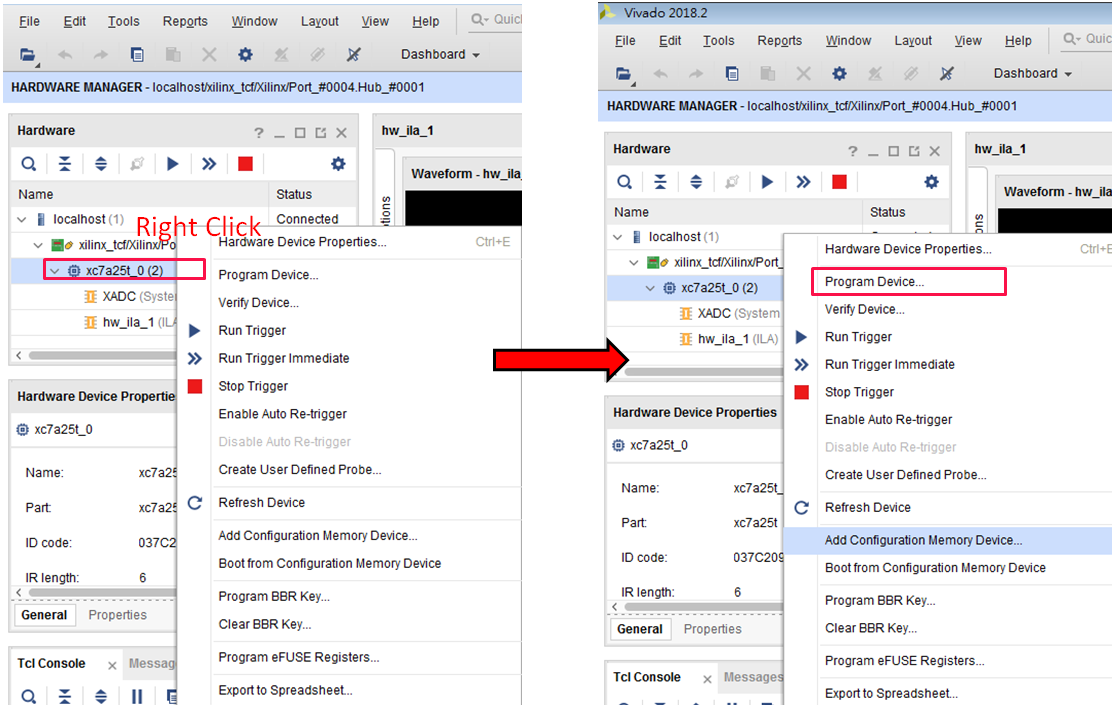 File Edit Tools Reports Window Layout View Help
Dashboard
HARDWARE MANAGER - localhost/xilinx_tcf/Xilinx/Port_#0004.Hub_#0001
Hardware
? _
hw_ila_1
Waveform - hw_ila
Name Status
localhost (1) Connected
Right Click
xilinx_tcf/Xilinx/Po
xc7a25t_0 (2)
XADC (System
hw_ila_1 (ILA
Hardware Device Properties... Ctrl+E
Program Device...
Verify Device...
Run Trigger
Run Trigger Immediate
Stop Trigger
Enable Auto Re-trigger
Disable Auto Re-trigger
Create User Defined Probe...
Refresh Device
Add Configuration Memory Device...
Boot from Configuration Memory Device
Program BBR Key...
Clear BBR Key...
Program eFUSE Registers...
Export to Spreadsheet...
Hardware Device Propertie
xc7a25t_0
Name: xc7a25
Part: xc7a25
ID code: 037C2
IR length: 6
General Properties
Tcl Console Messag
Vivado 2018.2
File Edit Tools Reports Window Layout View Help
Dashboard
HARDWARE MANAGER - localhost/xilinx_tcf/Xilinx/Port_#0004.Hub_#0001
Hardware
? _
hw_ila_1
Waveform - hw_ila
Name Status
localhost (1)
xilinx_tcf/Xilinx/Port_
xc7a25t_0 (2)
XADC (System
hw_ila_1 (ILA)
Hardware Device Properties... Ctrl+E
Program Device...
Verify Device...
Run Trigger
Run Trigger Immediate
Stop Trigger
Enable Auto Re-trigger
Disable Auto Re-trigger
Create User Defined Probe...
Refresh Device
Add Configuration Memory Device...
Boot from Configuration Memory Device
Program BBR Key...
Clear BBR Key...
Program eFUSE Registers...
Export to Spreadsheet...
Hardware Device Properties
xc7a25t_0
Name: xc7a25t_
Part: xc7a25t
ID code: 037C209
IR length: 6
General Properties
Tcl Console Messages